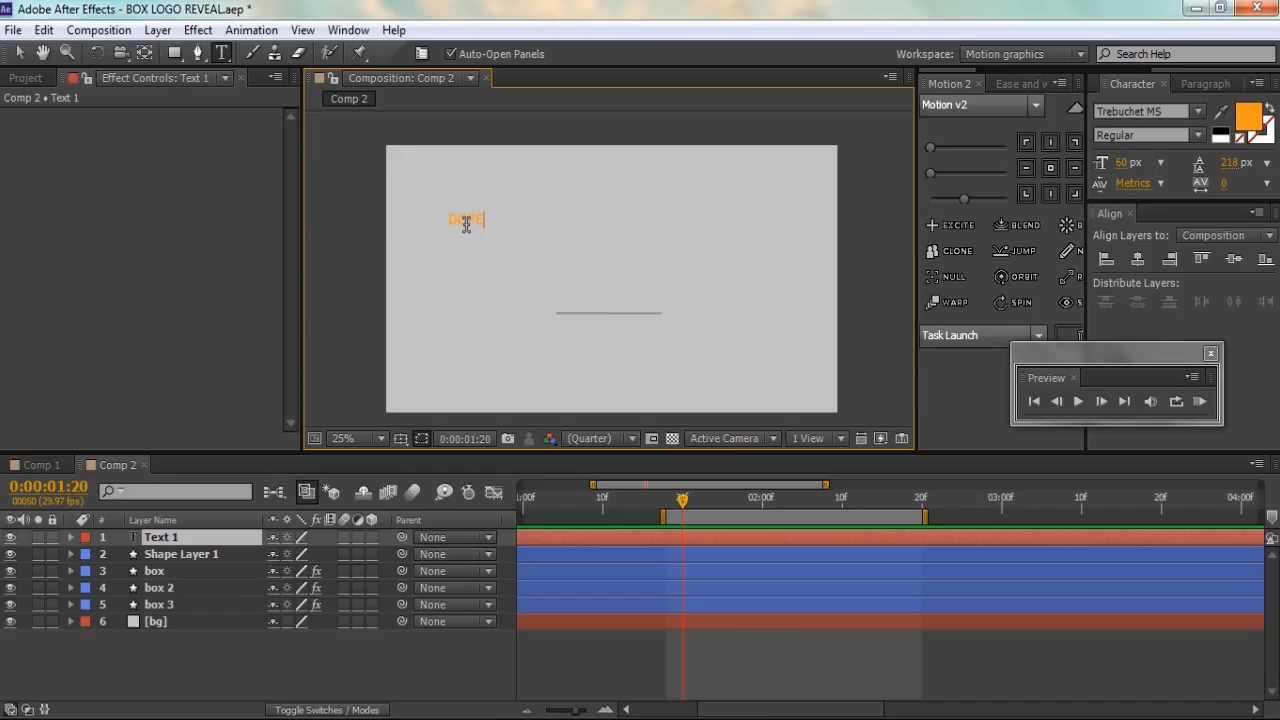 Adobe After Effects - BOX LOGO REVEAL.aep *
File Edit Composition Layer Effect Animation View Window Help
Auto-Open Panels Workspace: Motion graphics Search Help
Project Effect Controls: Text 1 Composition: Comp 2 Motion 2 Ease and Character Paragraph
Comp 2 • Text 1 Comp 2 Motion v2 Trebuchet MS
Regular
60 px 218 px
Metrics 0
DOPE
EXCITE BLEND Align
CLONE JUMP Align Layers to: Composition
NULL ORBIT Distribute Layers:
WARP SPIN
Task Launch
Preview
25% 0:00:01:20 (Quarter) Active Camera 1 View
Comp 1 Comp 2
0:00:01:20
00050 (29.97 fps) 10f 02:00f 10f 20f 03:00f 10f 20f 04:00f
# Layer Name Parent
1 T Text 1 None
2 Shape Layer 1 None
3 box None
4 box 2 None
5 box 3 None
6 [bg] None
Toggle Switches / Modes